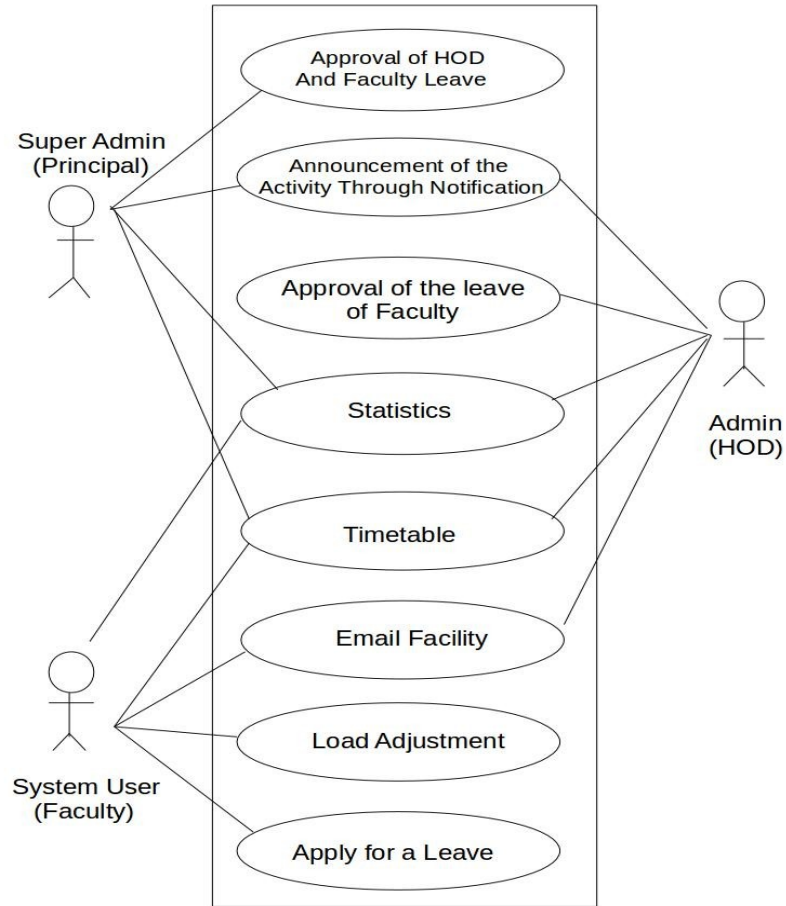 Approval of HOD
And Faculty Leave
Super Admin
(Principal)
Announcement of the
Activity Through Notification
Approval of the leave
of Faculty
Statistics
Admin
(HOD)
Timetable
Email Facility
Load Adjustment
System User
(Faculty)
Apply for a Leave